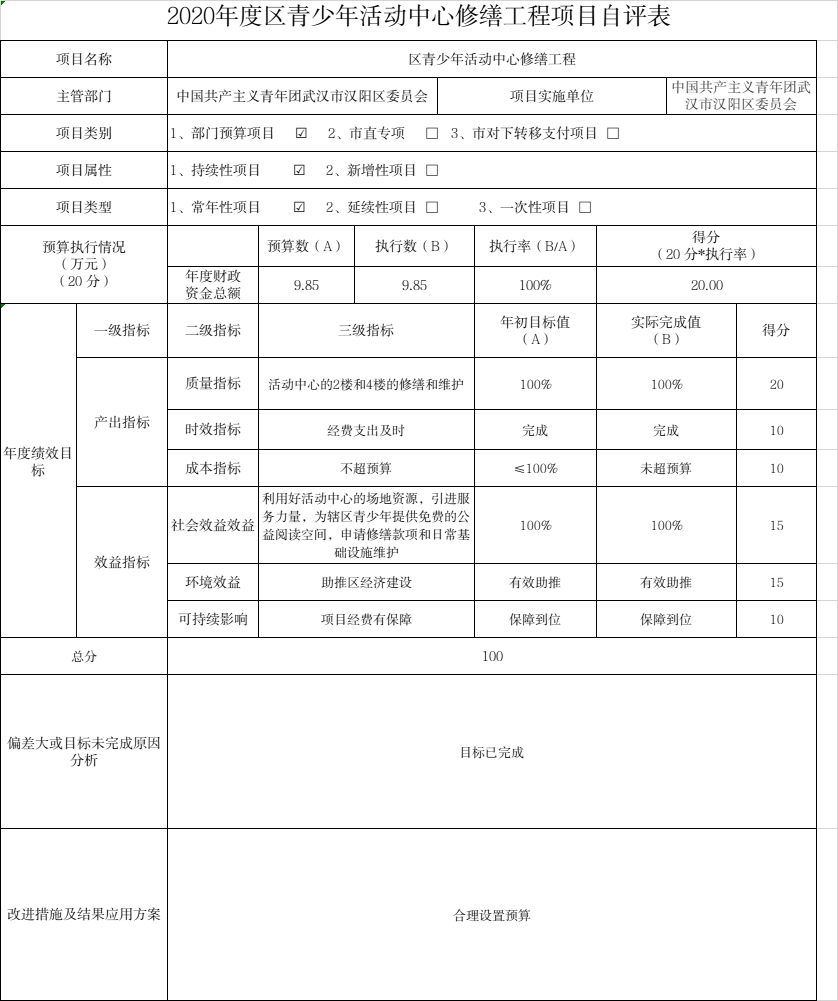 2020年度区青少年活动中心修缮工程项目自评表
项目名称 区青少年活动中心修缮工程
主管部门 中国共产主义青年团武汉市汉阳区委员会 项目实施单位 中国共产主义青年团武
汉市汉阳区委员会
项目类别 1、部门预算项目 ☑ 2、市直专项 □ 3、市对下转移支付项目 □
项目属性 1、持续性项目 ☑ 2、新增性项目 □
项目类型 1、常年性项目 ☑ 2、延续性项目 □ 3、一次性项目 □
预算执行情况
（万元）
（20分）
预算数（A） 执行数（B） 执行率（B/A） 得分
（20分*执行率）
年度财政
资金总额
9.85 9.85 100% 20.00
年度绩效目
标
一级指标 二级指标 三级指标 年初目标值
（A）
实际完成值
（B）
得分
产出指标
质量指标 活动中心的2楼和4楼的修缮和维护 100% 100% 20
时效指标 经费支出及时 完成 完成 10
成本指标 不超预算 ≤100% 未超预算 10
效益指标
社会效益效益
利用好活动中心的场地资源，引进服
务力量，为辖区青少年提供免费的公
益阅读空间，申请修缮款项和日常基
础设施维护
100% 100% 15
环境效益 助推区经济建设 有效助推 有效助推 15
可持续影响 项目经费有保障 保障到位 保障到位 10
总分 100
偏差大或目标未完成原因
分析
目标已完成
改进措施及结果应用方案 合理设置预算